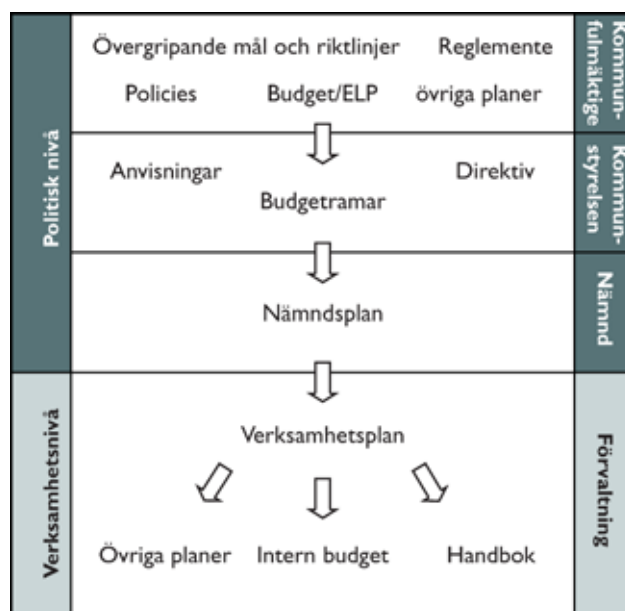 Övergripande mål och riktlinjer
Reglemente
Policies
Budget/ELP
övriga planer
Kommun-
fulmäktige
Anvisningar
Direktiv
Budgetramar
Kommun-
styrelsen
Politisk nivå
Nämndsplan
Nämnd
Verksamhetsplan
Övriga planer
Intern budget
Handbok
Verksamhetsnivå
Förvaltning